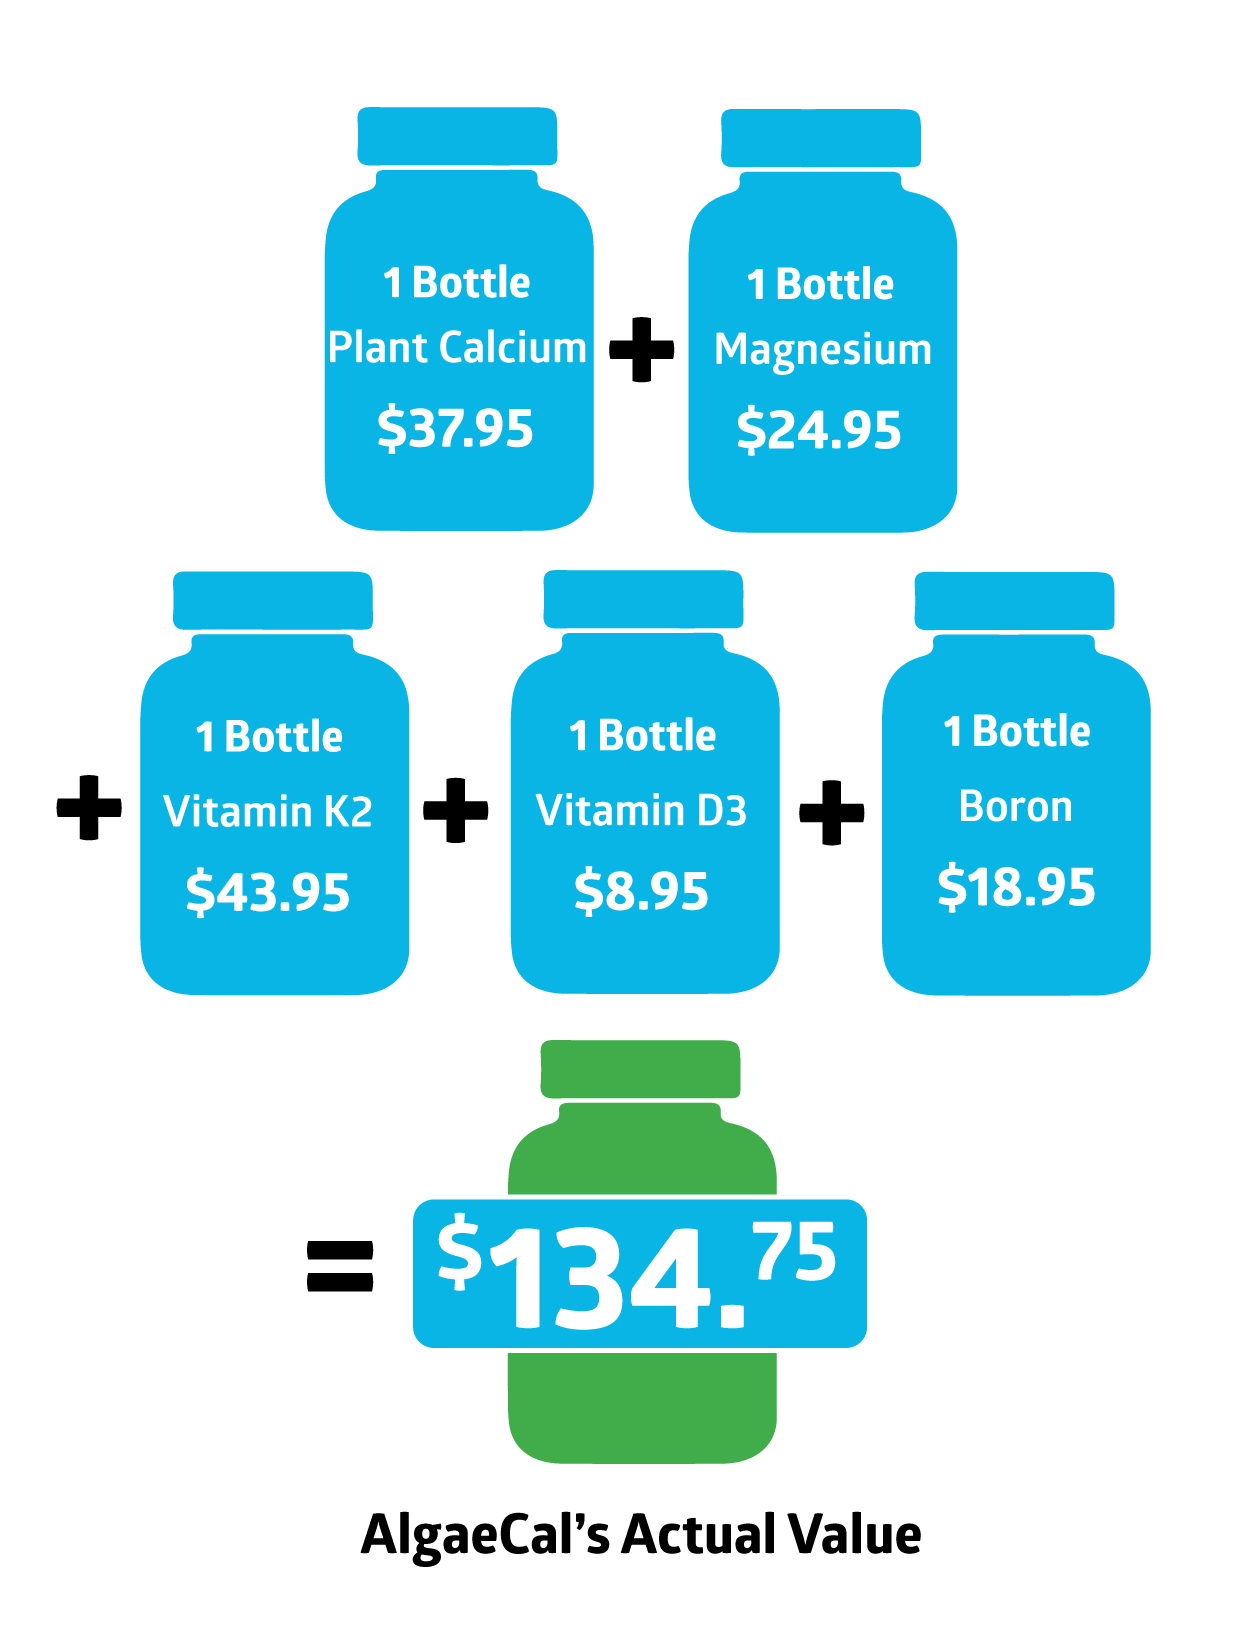 1 Bottle
Plant Calcium
$37.95
+
1 Bottle
Magnesium
$24.95
+
1 Bottle
Vitamin K2
$43.95
+
1 Bottle
Vitamin D3
$8.95
+
1 Bottle
Boron
$18.95
=
$134.75
AlgaeCal’s Actual Value